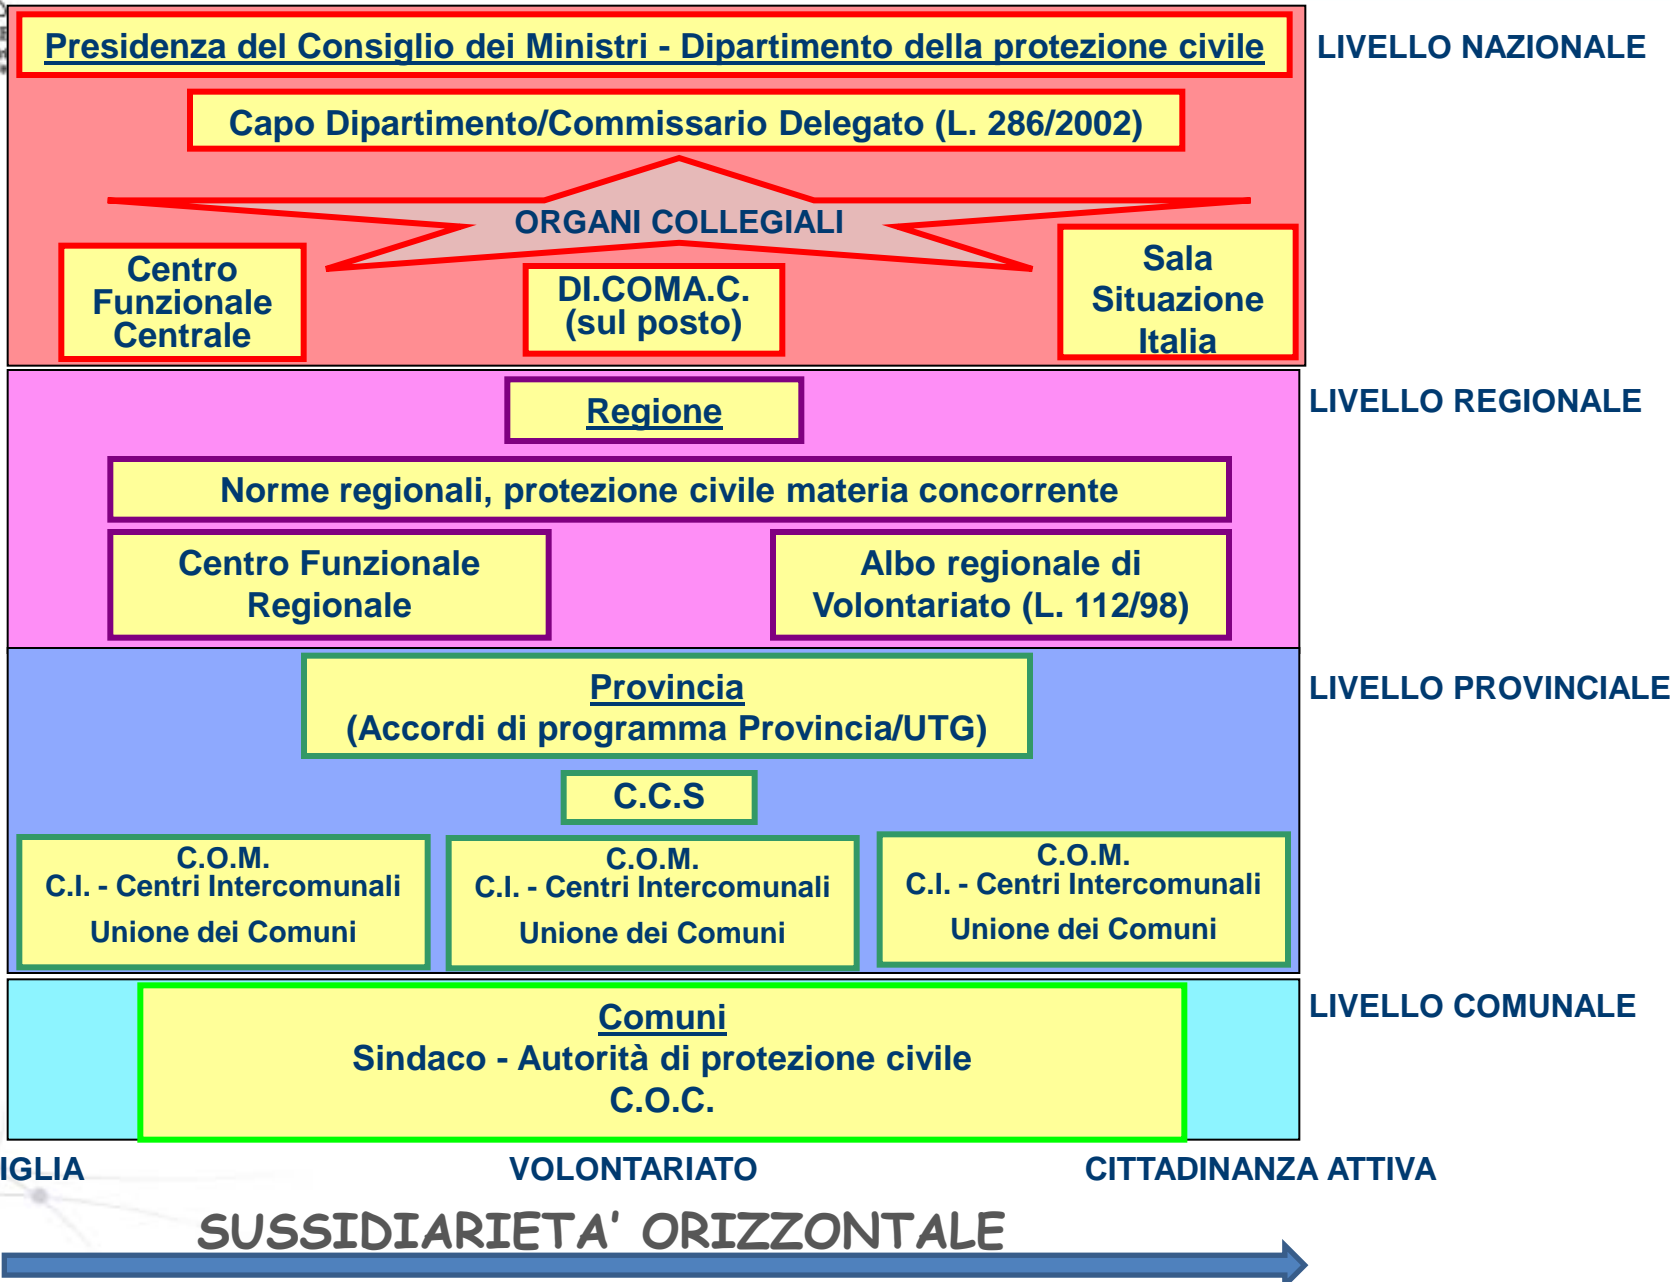 Presidenza del Consiglio dei Ministri - Dipartimento della protezione civile
LIVELLO NAZIONALE
Capo Dipartimento/Commissario Delegato (L. 286/2002)
ORGANI COLLEGIALI
Centro
Funzionale
Centrale
DI.COMA.C.
(sul posto)
Sala
Situazione
Italia
Regione
LIVELLO REGIONALE
Norme regionali, protezione civile materia concorrente
Centro Funzionale
Regionale
Albo regionale di
Volontariato (L. 112/98)
Provincia
(Accordi di programma Provincia/UTG)
LIVELLO PROVINCIALE
C.C.S
C.O.M.
C.I. - Centri Intercomunali
Unione dei Comuni
C.O.M.
C.I. - Centri Intercomunali
Unione dei Comuni
C.O.M.
C.I. - Centri Intercomunali
Unione dei Comuni
Comuni
Sindaco - Autorità di protezione civile
C.O.C.
LIVELLO COMUNALE
IGLIA
VOLONTARIATO
CITTADINANZA ATTIVA
SUSSIDIARIETA' ORIZZONTALE